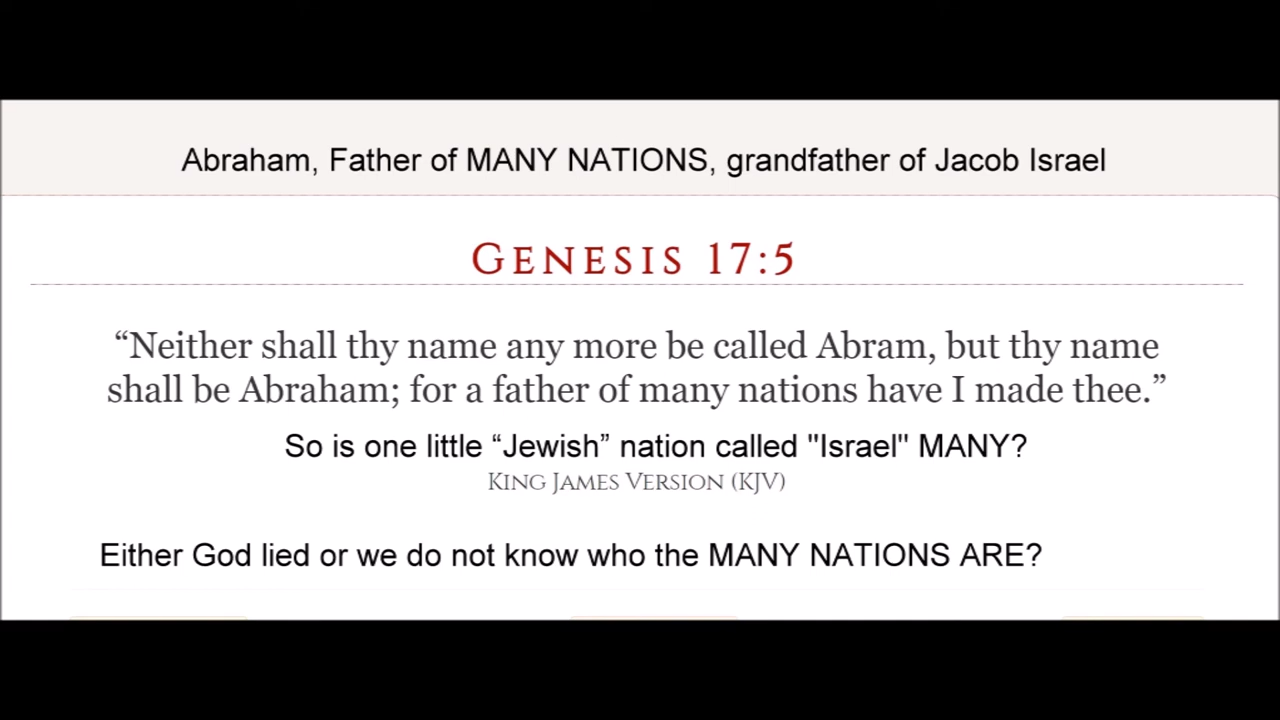 Abraham, Father of MANY NATIONS, grandfather of Jacob Israel
GENESIS 17:5
“Neither shall thy name any more be called Abram, but thy name
shall be Abraham; for a father of many nations have I made thee.”
So is one little “Jewish” nation called "Israel" MANY?
KING JAMES VERSION (KJV)
Either God lied or we do not know who the MANY NATIONS ARE?